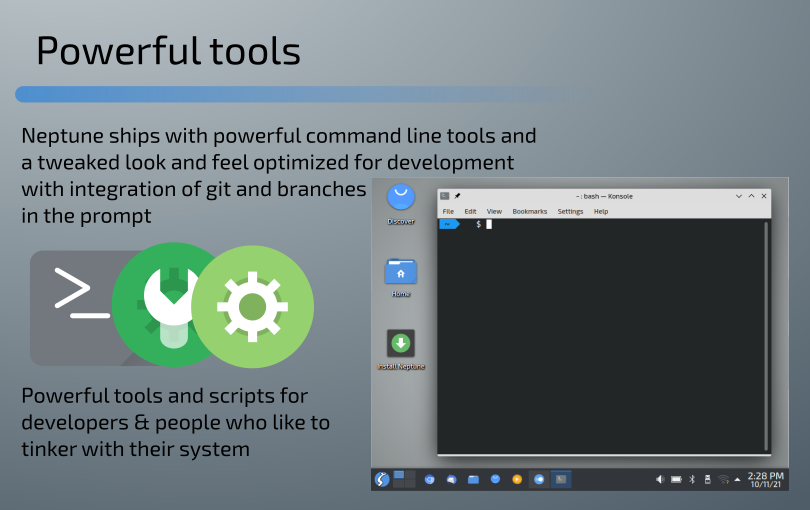 Powerful tools
Neptune ships with powerful command line tools and
a tweaked look and feel optimized for development
with integration of git and branches
in the prompt
Discover
Home
Install Neptune
~ : bash — Konsole
File Edit View Bookmarks Settings Help
~ $
Powerful tools and scripts for
developers & people who like to
tinker with their system
2:28 PM
10/11/21